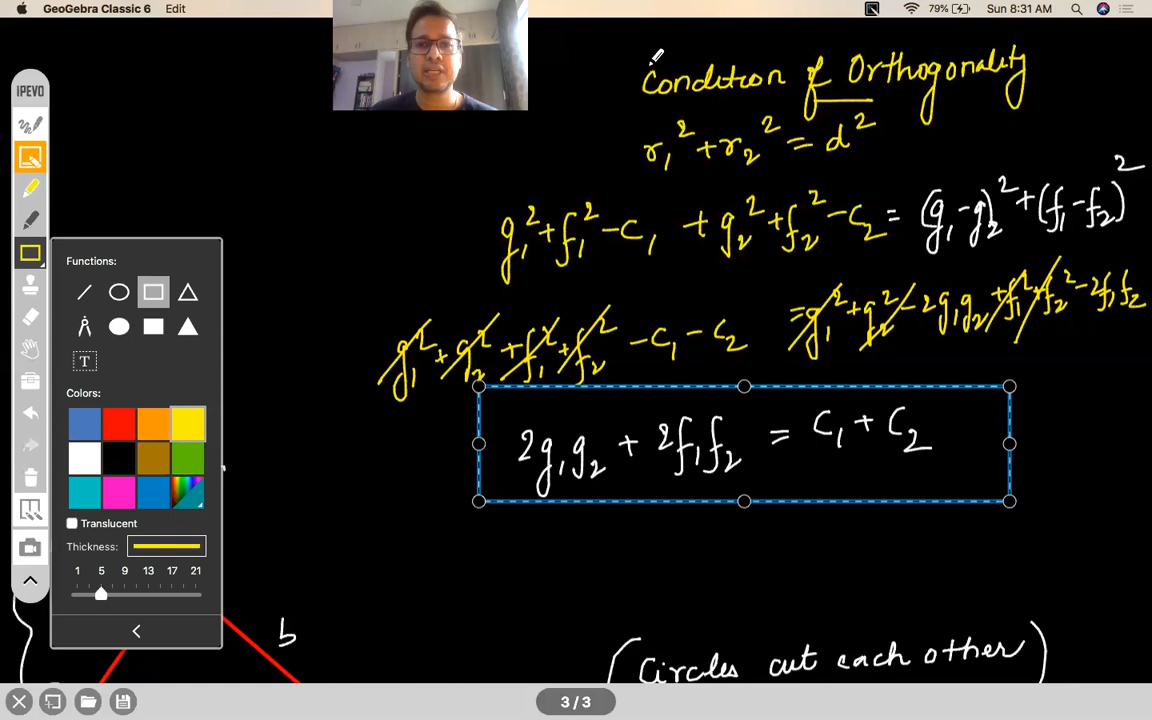 GeoGebra Classic 6 Edit 79% Sun 8:31 AM
IPEVO
Condition of Orthogonality
r₁² + r₂² = d²
g₁² + f₁² - c₁ + g₂² + f₂² - c₂ = (g₁ - g₂)² + (f₁ - f₂)²
g₁² + g₂² + f₁² + f₂² - c₁ - c₂ = g₁² + g₂² - 2g₁g₂ + f₁² + f₂² - 2f₁f₂
2g₁g₂ + 2f₁f₂ = c₁ + c₂
Functions:
T
Colors:
Translucent
Thickness:
1 5 9 13 17 21
b
(Circles cut each other)
3 / 3